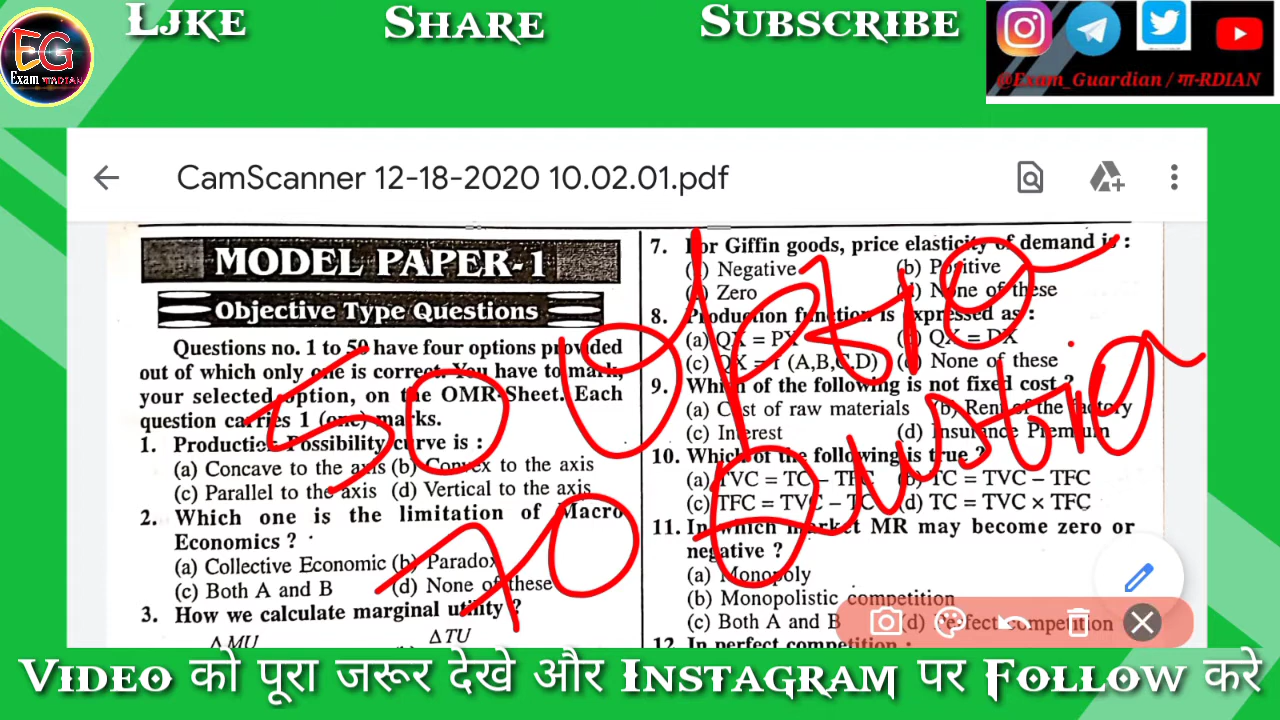 LJKE SHARE SUBSCRIBE
EG
Exam गार्DIAN
@Exam_Guardian / गा-RDIAN
CamScanner 12-18-2020 10.02.01.pdf
MODEL PAPER-1
Objective Type Questions
Questions no. 1 to 50 have four options provided
out of which only one is correct. You have to mark,
your selected option, on the OMR-Sheet. Each
question carries 1 (one) marks.
1. Production Possibility curve is :
(a) Concave to the axis (b) Convex to the axis
(c) Parallel to the axis (d) Vertical to the axis
2. Which one is the limitation of Macro
Economics ?
(a) Collective Economic (b) Paradox
(c) Both A and B (d) None of these
3. How we calculate marginal utility ?
Δ MU Δ TU
7. For Giffin goods, price elasticity of demand is :
(a) Negative (b) Positive
(c) Zero (d) None of these
8. Production function is expressed as :
(a) QX = PX (b) QX = DX
(c) QX = f (A,B,C,D) (d) None of these
9. Which of the following is not fixed cost ?
(a) Cost of raw materials (b) Rent of the factory
(c) Interest (d) Insurance Premium
10. Which of the following is true ?
(a) TVC = TC – TFC (b) TC = TVC – TFC
(c) TFC = TVC – TC (d) TC = TVC × TFC
11. In which market MR may become zero or
negative ?
(a) Monopoly
(b) Monopolistic competition
(c) Both A and B (d) Perfect competition
12. In perfect competition :
50
70
VIDEO को पूरा जरूर देखे और INSTAGRAM पर FOLLOW करे